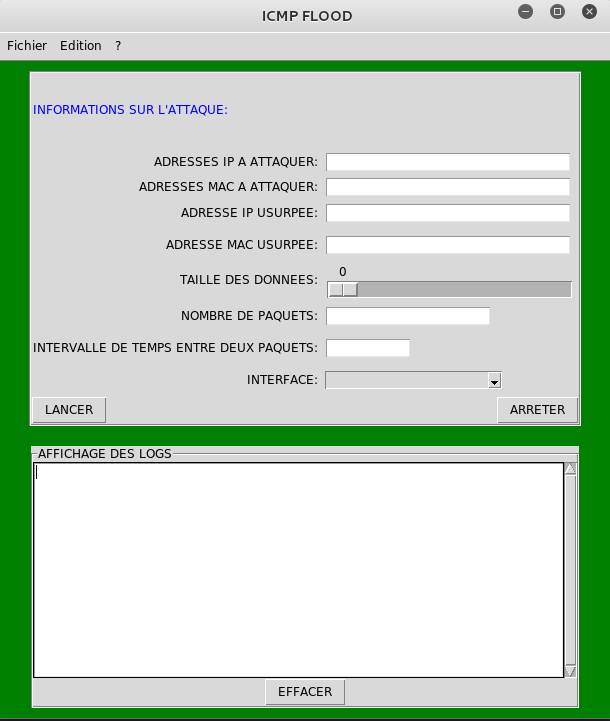 ICMP FLOOD
Fichier Edition ?
INFORMATIONS SUR L'ATTAQUE:
ADRESSES IP A ATTAQUER:
ADRESSES MAC A ATTAQUER:
ADRESSE IP USURPEE:
ADRESSE MAC USURPEE:
0
TAILLE DES DONNEES:
NOMBRE DE PAQUETS:
INTERVALLE DE TEMPS ENTRE DEUX PAQUETS:
INTERFACE:
LANCER ARRETER
AFFICHAGE DES LOGS
EFFACER